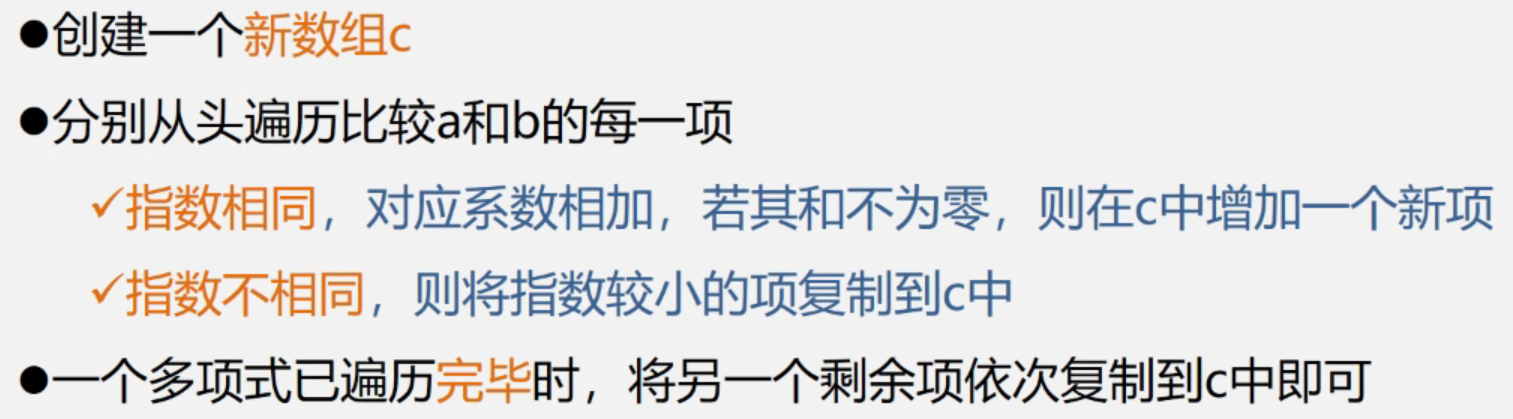 ●创建一个新数组c
●分别从头遍历比较a和b的每一项
✓指数相同，对应系数相加，若其和不为零，则在c中增加一个新项
✓指数不相同，则将指数较小的项复制到c中
●一个多项式已遍历完毕时，将另一个剩余项依次复制到c中即可